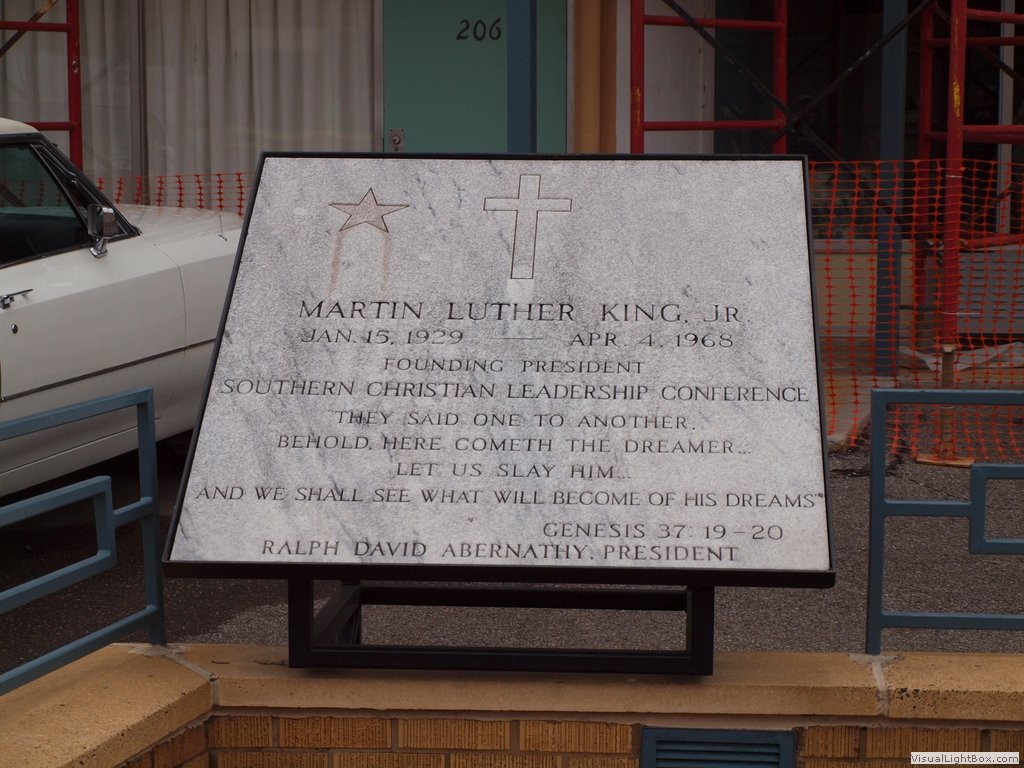 206
MARTIN LUTHER KING, JR.
JAN. 15, 1929 — APR. 4, 1968
FOUNDING PRESIDENT
SOUTHERN CHRISTIAN LEADERSHIP CONFERENCE
"THEY SAID ONE TO ANOTHER,
BEHOLD, HERE COMETH THE DREAMER...
LET US SLAY HIM...
AND WE SHALL SEE WHAT WILL BECOME OF HIS DREAMS"
GENESIS 37: 19-20
RALPH DAVID ABERNATHY, PRESIDENT
VisualLightBox.com